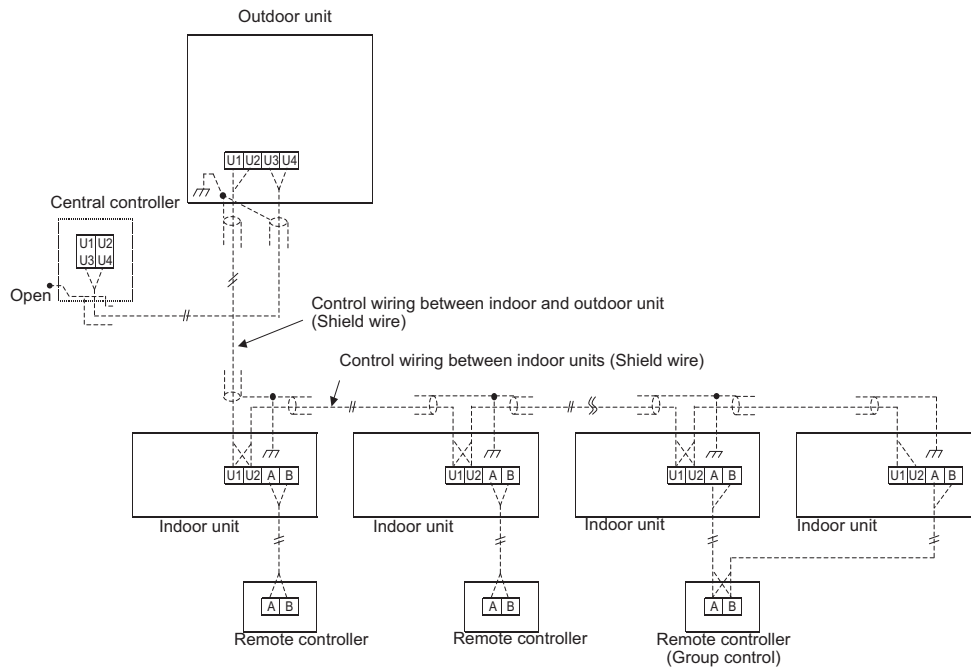 Outdoor unit
U1 U2 U3 U4
Central controller
U1 U2
U3 U4
Open
Control wiring between indoor and outdoor unit
(Shield wire)
Control wiring between indoor units (Shield wire)
U1 U2 A B
U1 U2 A B
U1 U2 A B
U1 U2 A B
Indoor unit
Indoor unit
Indoor unit
Indoor unit
A B
A B
A B
Remote controller
Remote controller
Remote controller
(Group control)